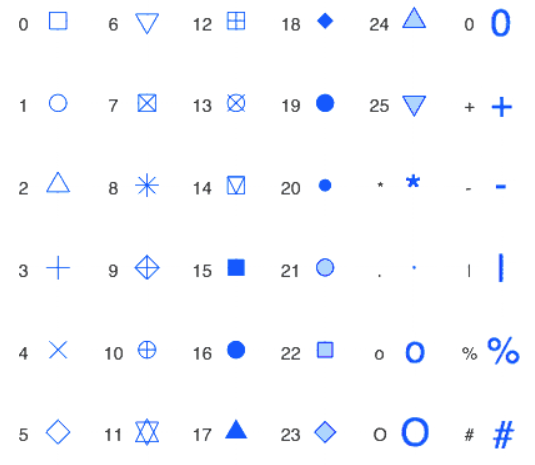 0 6 12 18 24 0 0
1 7 13 19 25 + +
2 8 14 20 * * - -
3 9 15 21 . . | |
4 10 16 22 o o % %
5 11 17 23 O O # #